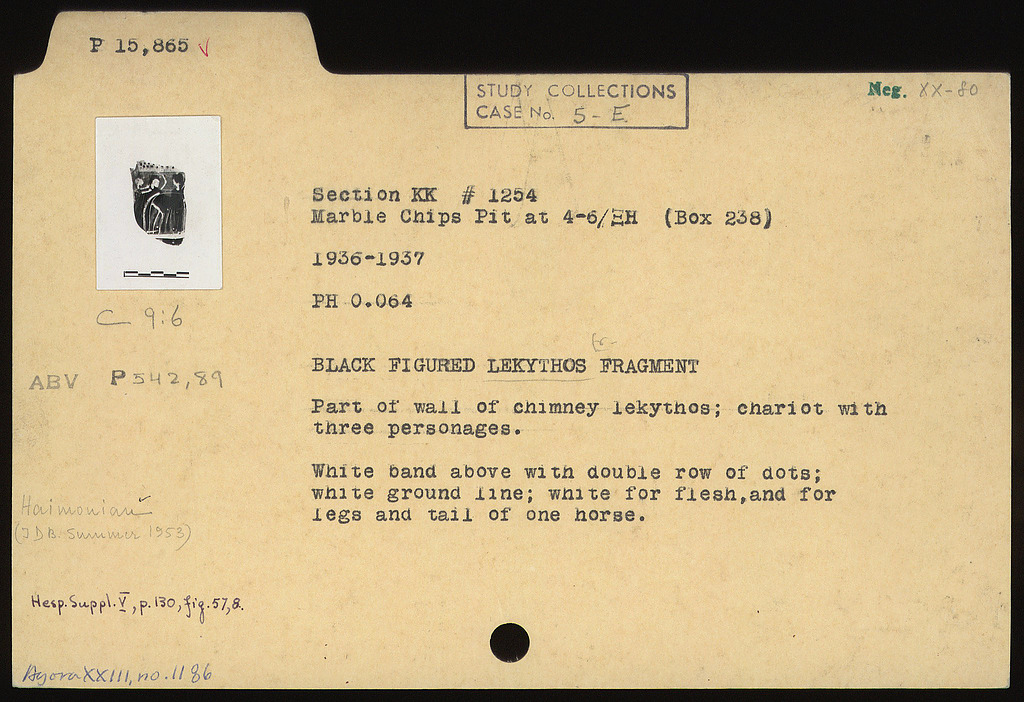 P 15,865 √
STUDY COLLECTIONS
CASE No. 5-E
Neg. XX-80
Section KK # 1254
Marble Chips Pit at 4-6/ΞH (Box 238)
1936-1937
PH 0.064
C 9:6
fr-
BLACK FIGURED LEKYTHOS FRAGMENT
ABV P 542, 89
Part of wall of chimney lekythos; chariot with
three personages.
White band above with double row of dots;
white ground line; white for flesh,and for
legs and tail of one horse.
Haimonian ✓
(JDB. Summer 1953)
Hesp. Suppl. V, p. 130, fig. 57, 8.
Agora XXIII, no. 1186